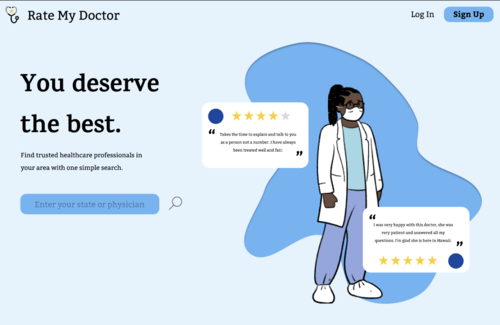 Rate My Doctor
Log In
Sign Up
You deserve
the best.
Find trusted healthcare professionals in
your area with one simple search.
Enter your state or physician
“
Takes the time to explain and talk to you
as a person not a number. I have always
been treated well and fair.
”
“
I was very happy with this doctor, she was
very patient and answered all my
questions. I'm glad she is here in Hawaii.
”